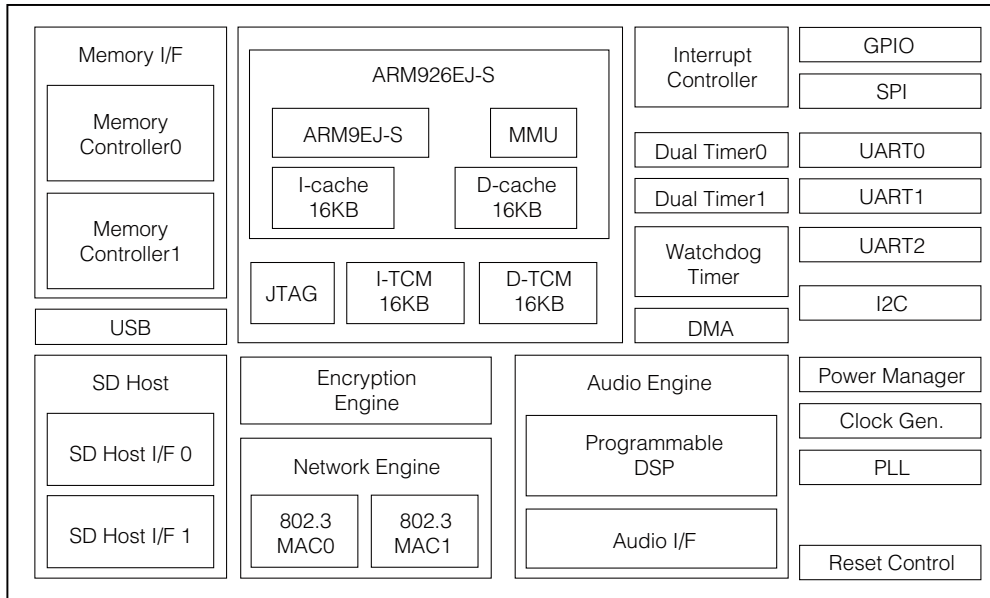 Memory I/F
Memory
Controller0
Memory
Controller1
USB
SD Host
SD Host I/F 0
SD Host I/F 1
ARM926EJ-S
ARM9EJ-S
MMU
I-cache
16KB
D-cache
16KB
JTAG
I-TCM
16KB
D-TCM
16KB
Encryption
Engine
Network Engine
802.3
MAC0
802.3
MAC1
Interrupt
Controller
Dual Timer0
Dual Timer1
Watchdog
Timer
DMA
Audio Engine
Programmable
DSP
Audio I/F
GPIO
SPI
UART0
UART1
UART2
I2C
Power Manager
Clock Gen.
PLL
Reset Control